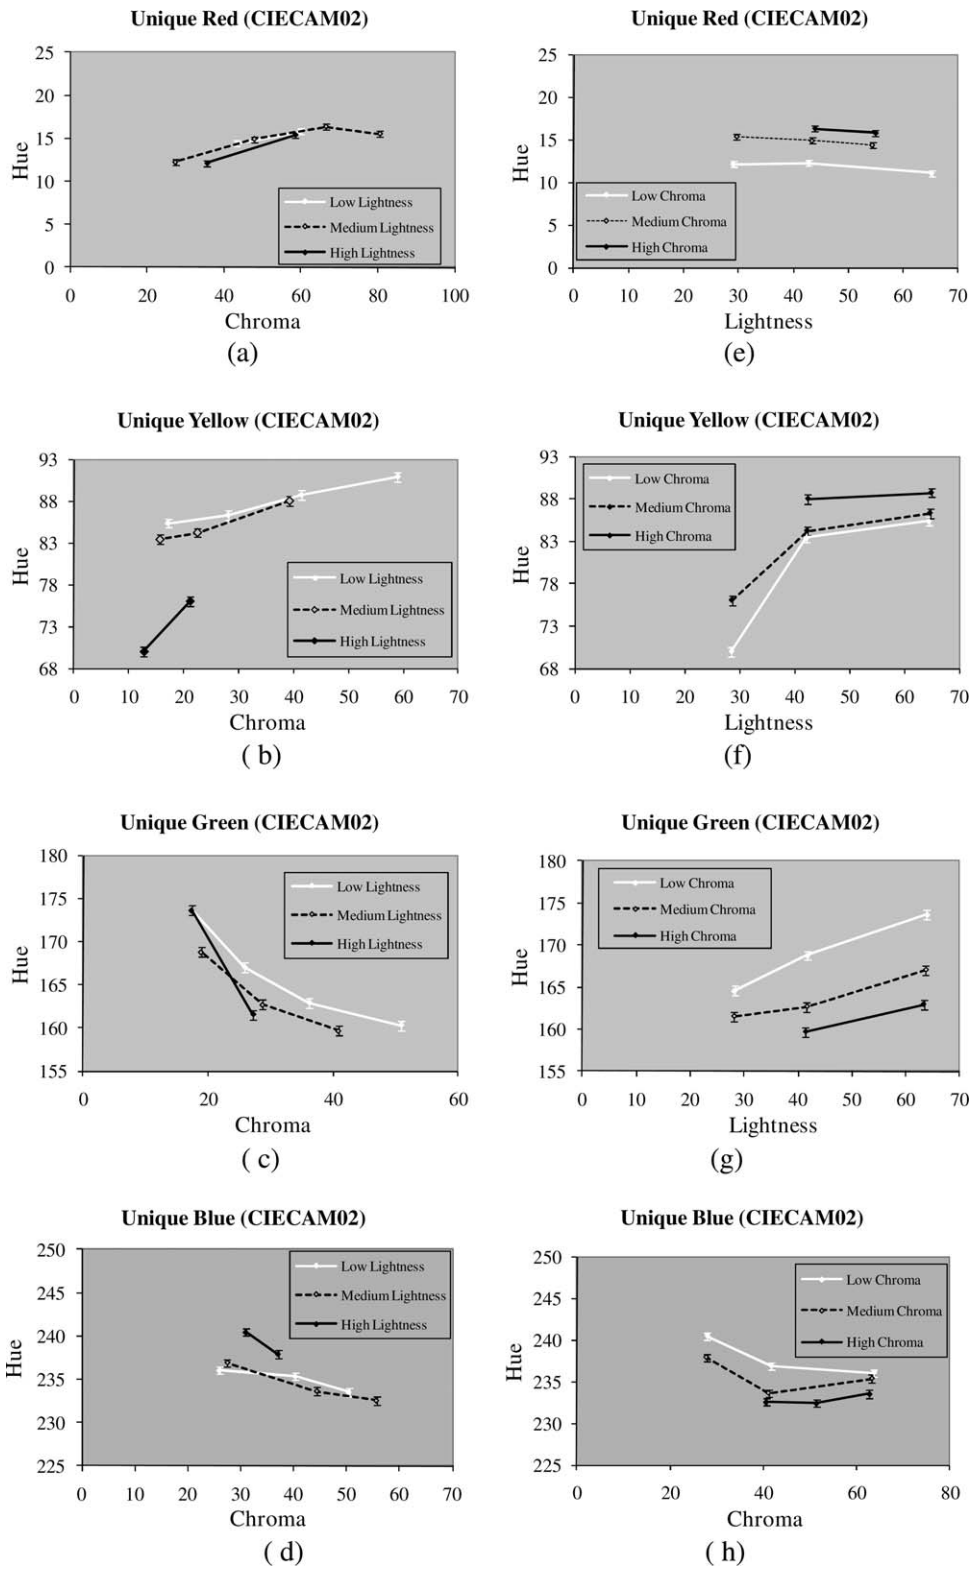 Unique Red (CIECAM02)
25
20
15
10
5
0
Hue
Low Lightness
Medium Lightness
High Lightness
0 20 40 60 80 100
Chroma
(a)
Unique Red (CIECAM02)
25
20
15
10
5
0
Hue
Low Chroma
Medium Chroma
High Chroma
0 10 20 30 40 50 60 70
Lightness
(e)
Unique Yellow (CIECAM02)
93
88
83
78
73
68
Hue
Low Lightness
Medium Lightness
High Lightness
0 10 20 30 40 50 60 70
Chroma
( b)
Unique Yellow (CIECAM02)
93
88
83
78
73
68
Hue
Low Chroma
Medium Chroma
High Chroma
0 10 20 30 40 50 60 70
Lightness
(f)
Unique Green (CIECAM02)
180
175
170
165
160
155
Hue
Low Lightness
Medium Lightness
High Lightness
0 20 40 60
Chroma
( c)
Unique Green (CIECAM02)
180
175
170
165
160
155
Hue
Low Chroma
Medium Chroma
High Chroma
0 10 20 30 40 50 60 70
Lightness
(g)
Unique Blue (CIECAM02)
250
245
240
235
230
225
Hue
Low Lightness
Medium Lightness
High Lightness
0 10 20 30 40 50 60 70
Chroma
( d)
Unique Blue (CIECAM02)
250
245
240
235
230
225
Hue
Low Chroma
Medium Chroma
High Chroma
0 20 40 60 80
Chroma
( h)